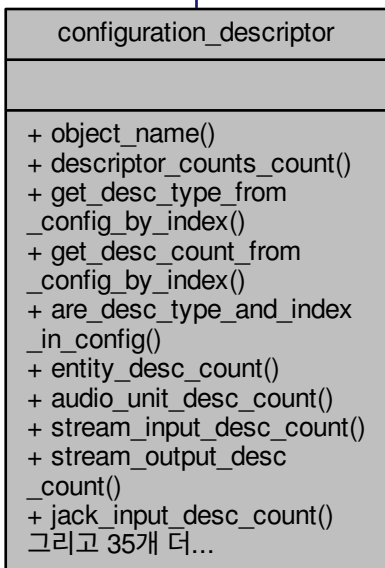 configuration_descriptor
+ object_name()
+ descriptor_counts_count()
+ get_desc_type_from
_config_by_index()
+ get_desc_count_from
_config_by_index()
+ are_desc_type_and_index
_in_config()
+ entity_desc_count()
+ audio_unit_desc_count()
+ stream_input_desc_count()
+ stream_output_desc
_count()
+ jack_input_desc_count()
그리고 35개 더...